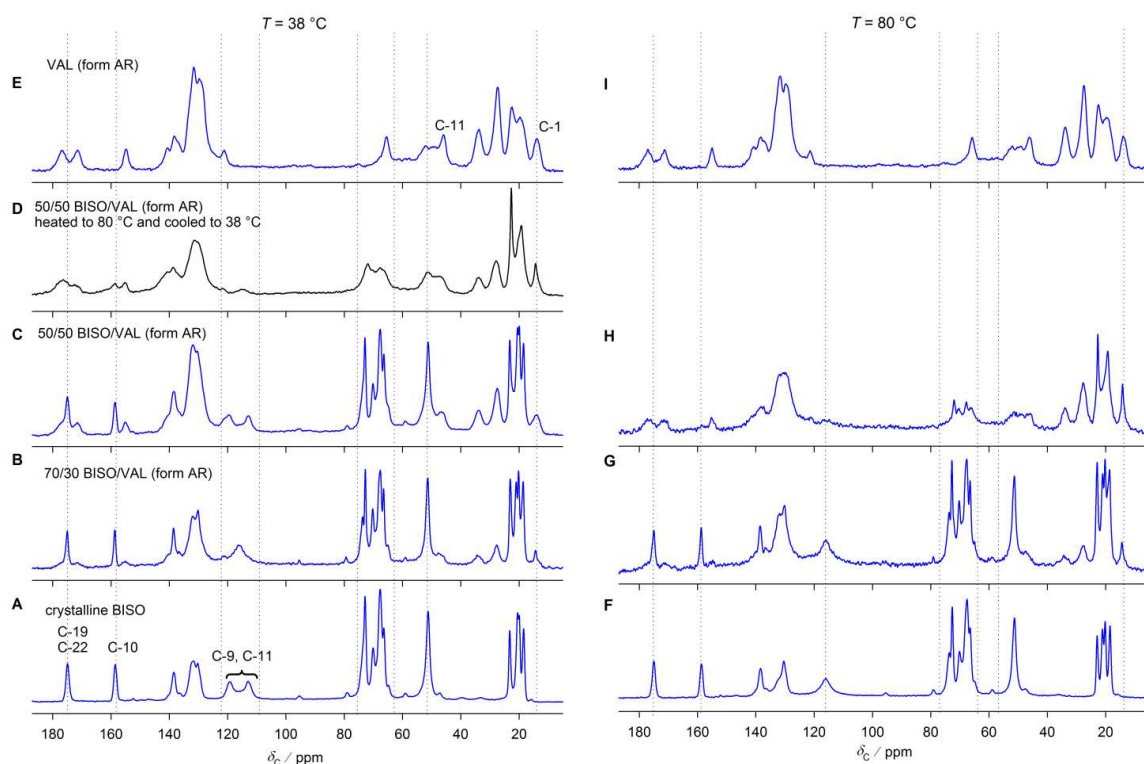 T = 38 °C
T = 80 °C
E
VAL (form AR)
C-11
C-1
I
D
50/50 BISO/VAL (form AR)
heated to 80 °C and cooled to 38 °C
C
50/50 BISO/VAL (form AR)
H
B
70/30 BISO/VAL (form AR)
G
A
crystalline BISO
C-19
C-22
C-10
C-9, C-11
F
180 160 140 120 100 80 60 40 20
180 160 140 120 100 80 60 40 20
δC / ppm
δC / ppm